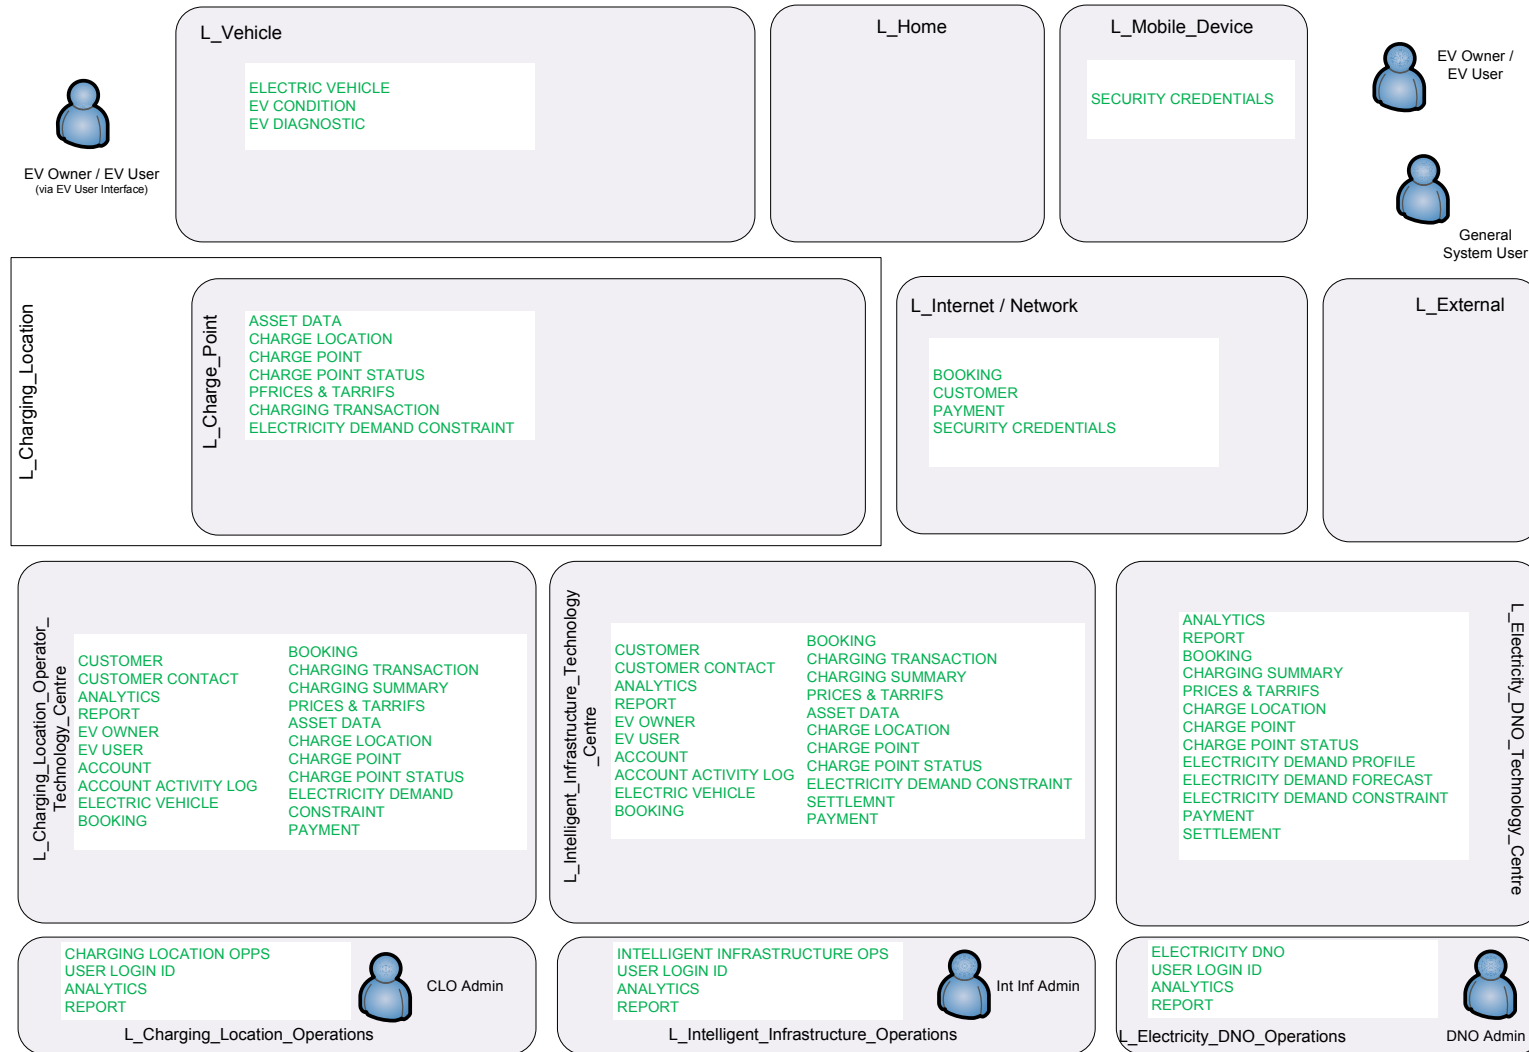 L_Vehicle
ELECTRIC VEHICLE
EV CONDITION
EV DIAGNOSTIC
EV Owner / EV User
(via EV User Interface)
L_Home
L_Mobile_Device
SECURITY CREDENTIALS
EV Owner /
EV User
General
System User
L_Charging_Location
L_Charge_Point
ASSET DATA
CHARGE LOCATION
CHARGE POINT
CHARGE POINT STATUS
PFRICES & TARRIFS
CHARGING TRANSACTION
ELECTRICITY DEMAND CONSTRAINT
L_Internet / Network
BOOKING
CUSTOMER
PAYMENT
SECURITY CREDENTIALS
L_External
L_Charging_Location_Operator_
Technology_Centre
CUSTOMER
CUSTOMER CONTACT
ANALYTICS
REPORT
EV OWNER
EV USER
ACCOUNT
ACCOUNT ACTIVITY LOG
ELECTRIC VEHICLE
BOOKING
BOOKING
CHARGING TRANSACTION
CHARGING SUMMARY
PRICES & TARRIFS
ASSET DATA
CHARGE LOCATION
CHARGE POINT
CHARGE POINT STATUS
ELECTRICITY DEMAND
CONSTRAINT
PAYMENT
L_Intelligent_Infrastructure_Technology
_Centre
CUSTOMER
CUSTOMER CONTACT
ANALYTICS
REPORT
EV OWNER
EV USER
ACCOUNT
ACCOUNT ACTIVITY LOG
ELECTRIC VEHICLE
BOOKING
BOOKING
CHARGING TRANSACTION
CHARGING SUMMARY
PRICES & TARRIFS
ASSET DATA
CHARGE LOCATION
CHARGE POINT
CHARGE POINT STATUS
ELECTRICITY DEMAND CONSTRAINT
SETTLEMNT
PAYMENT
ANALYTICS
REPORT
BOOKING
CHARGING SUMMARY
PRICES & TARRIFS
CHARGE LOCATION
CHARGE POINT
CHARGE POINT STATUS
ELECTRICITY DEMAND PROFILE
ELECTRICITY DEMAND FORECAST
ELECTRICITY DEMAND CONSTRAINT
PAYMENT
SETTLEMENT
L_Electricity_DNO_Technology_Centre
CHARGING LOCATION OPPS
USER LOGIN ID
ANALYTICS
REPORT
CLO Admin
L_Charging_Location_Operations
INTELLIGENT INFRASTRUCTURE OPS
USER LOGIN ID
ANALYTICS
REPORT
Int Inf Admin
L_Intelligent_Infrastructure_Operations
ELECTRICITY DNO
USER LOGIN ID
ANALYTICS
REPORT
L_Electricity_DNO_Operations
DNO Admin